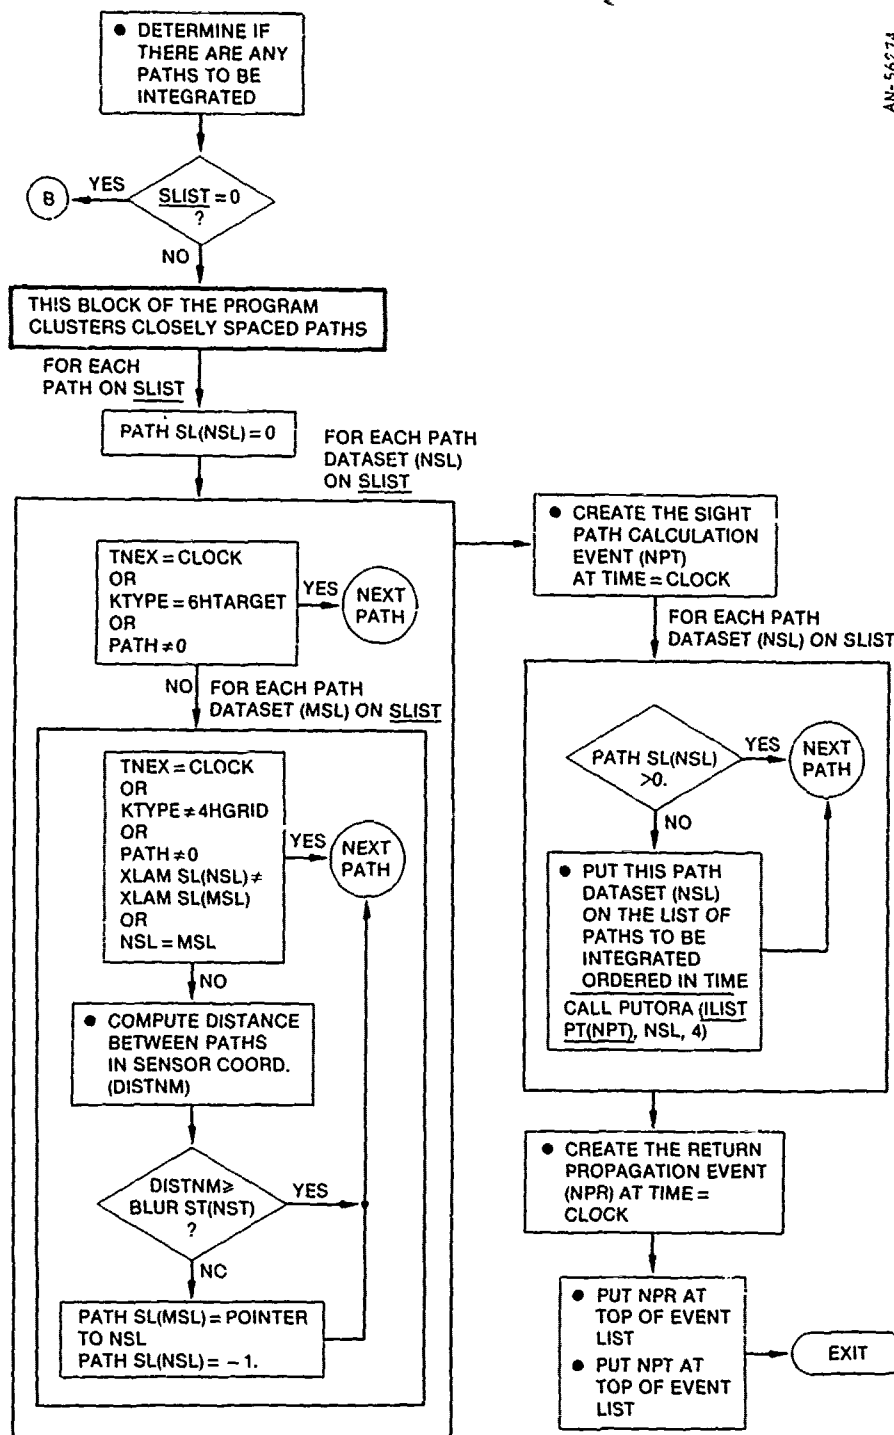 ● DETERMINE IF
THERE ARE ANY
PATHS TO BE
INTEGRATED
B
YES
SLIST = 0
?
NO
THIS BLOCK OF THE PROGRAM
CLUSTERS CLOSELY SPACED PATHS
FOR EACH
PATH ON SLIST
PATH SL(NSL) = 0
FOR EACH PATH
DATASET (NSL)
ON SLIST
TNEX = CLOCK
OR
KTYPE = 6HTARGET
OR
PATH ≠ 0
YES
NEXT
PATH
NO
FOR EACH PATH
DATASET (MSL) ON SLIST
TNEX = CLOCK
OR
KTYPE ≠ 4HGRID
OR
PATH ≠ 0
XLAM SL(NSL) ≠
XLAM SL(MSL)
OR
NSL = MSL
YES
NEXT
PATH
NO
● COMPUTE DISTANCE
BETWEEN PATHS
IN SENSOR COORD.
(DISTNM)
DISTNM ≥
BLUR ST(NST)
?
YES
NO
PATH SL(MSL) = POINTER
TO NSL
PATH SL(NSL) = −1.
● CREATE THE SIGHT
PATH CALCULATION
EVENT (NPT)
AT TIME = CLOCK
FOR EACH PATH
DATASET (NSL) ON SLIST
PATH SL(NSL)
>0.
YES
NEXT
PATH
NO
● PUT THIS PATH
DATASET (NSL)
ON THE LIST OF
PATHS TO BE
INTEGRATED
ORDERED IN TIME
CALL PUTORA (ILIST
PT(NPT), NSL, 4)
● CREATE THE RETURN
PROPAGATION EVENT
(NPR) AT TIME =
CLOCK
● PUT NPR AT
TOP OF EVENT
LIST
● PUT NPT AT
TOP OF EVENT
LIST
EXIT